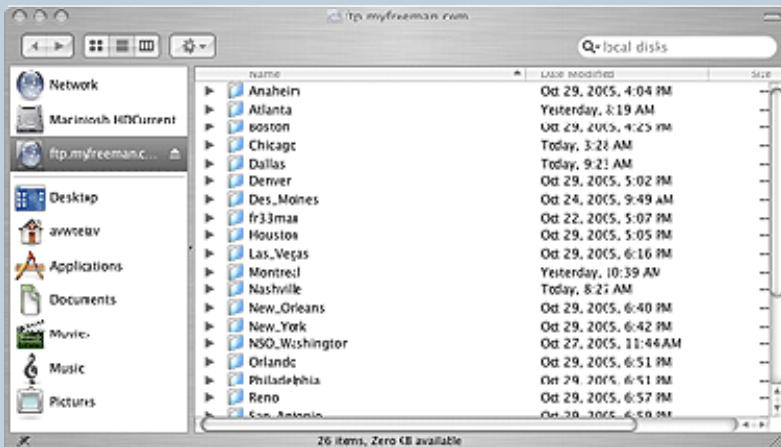 ftp.myfreeman.com
local disks
Name Date Modified Size
Network
Macintosh HDCurrent
ftp.myfreeman.c...
Desktop
Applications
Documents
Movies
Music
Pictures
Anaheim Oct 29, 2005, 4:04 PM --
Atlanta Yesterday, 8:19 AM --
Boston Oct 29, 2005, 4:25 PM --
Chicago Today, 3:28 AM --
Dallas Today, 9:23 AM --
Denver Oct 29, 2005, 5:02 PM --
Des_Moines Oct 24, 2005, 9:49 AM --
fr33man Oct 22, 2005, 5:07 PM --
Houston Oct 29, 2005, 5:05 PM --
Las_Vegas Oct 29, 2005, 6:16 PM --
Montreal Yesterday, 10:39 AM --
Nashville Today, 8:27 AM --
New_Orleans Oct 29, 2005, 6:40 PM --
New_York Oct 29, 2005, 6:42 PM --
NSO_Washington Oct 27, 2005, 11:44 AM --
Orlando Oct 29, 2005, 6:51 PM --
Philadelphia Oct 29, 2005, 6:51 PM --
Reno Oct 29, 2005, 6:57 PM --
San_Antonio Oct 29, 2005, 6:59 PM --
26 items, Zero KB available